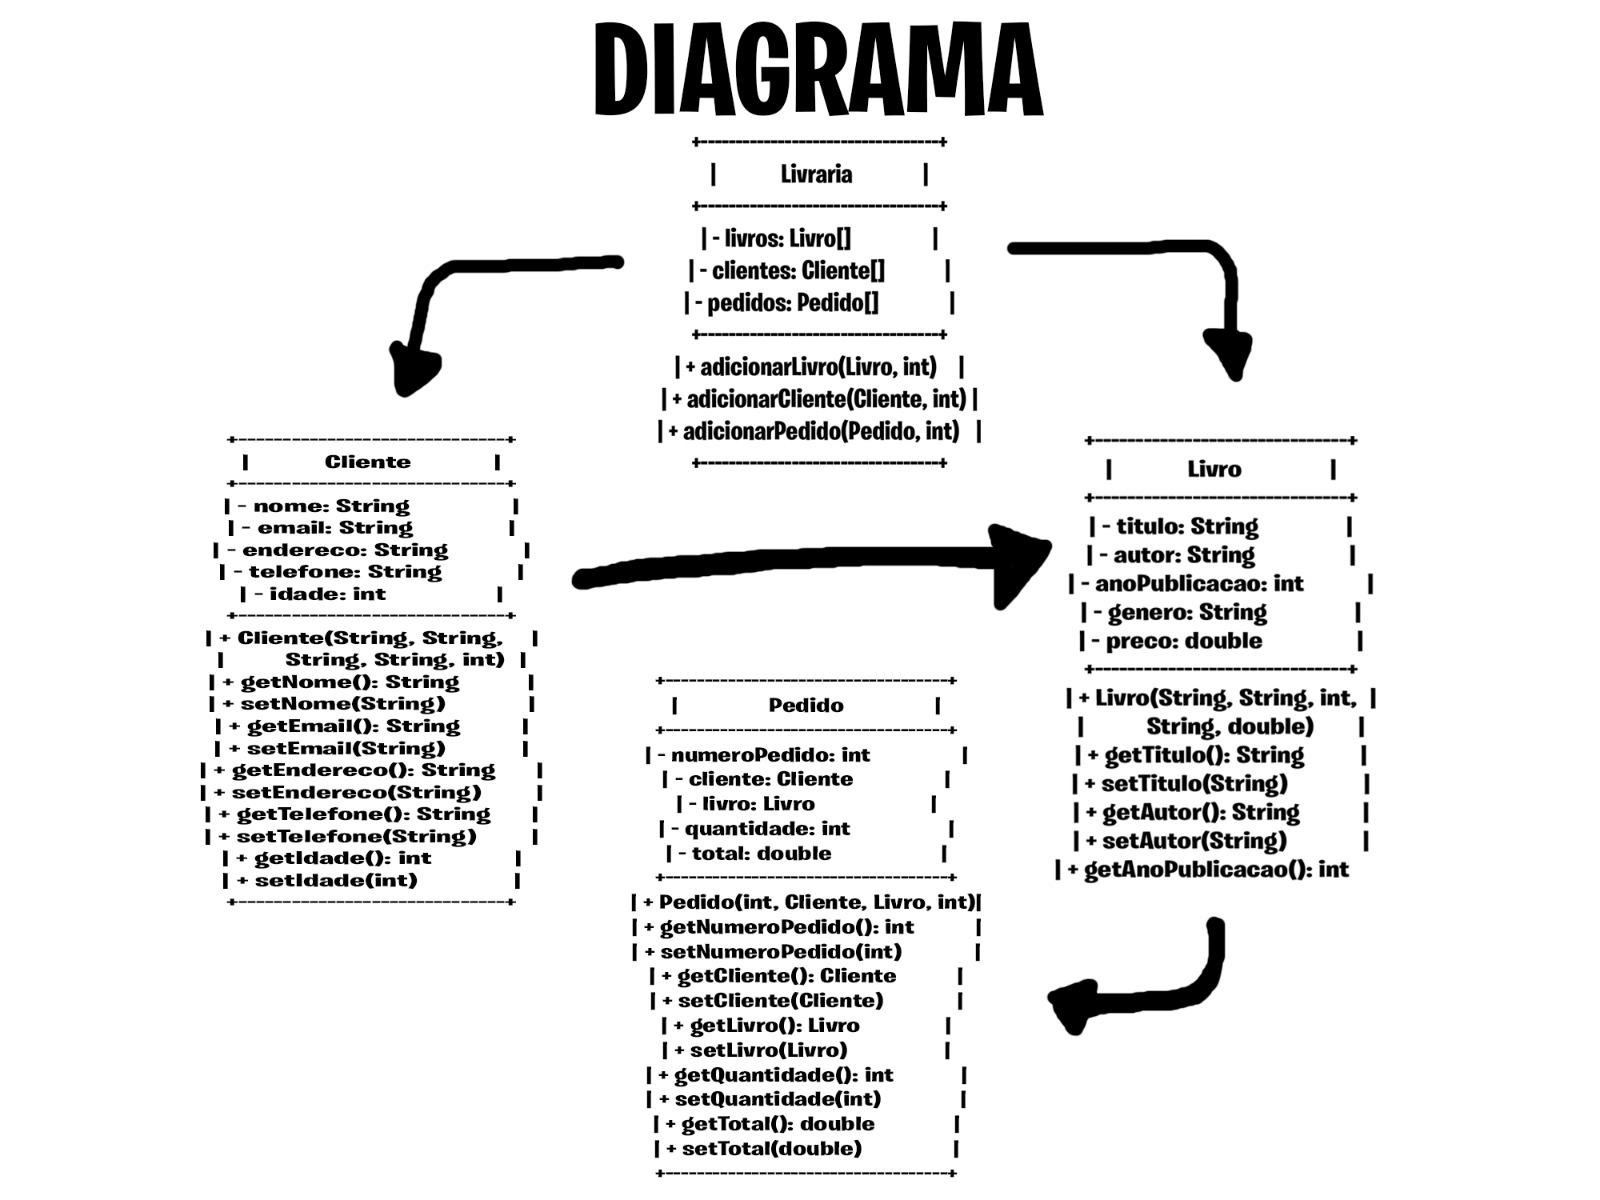 DIAGRAMA
+----------------------------------+
| Livraria |
+----------------------------------+
| - livros: Livro[] |
| - clientes: Cliente[] |
| - pedidos: Pedido[] |
+----------------------------------+
| + adicionarLivro(Livro, int) |
| + adicionarCliente(Cliente, int) |
| + adicionarPedido(Pedido, int) |
+----------------------------------+
+-------------------------------+
| Cliente |
+-------------------------------+
| - nome: String |
| - email: String |
| - endereco: String |
| - telefone: String |
| - idade: int |
+-------------------------------+
| + Cliente(String, String, |
| String, String, int) |
| + getNome(): String |
| + setNome(String) |
| + getEmail(): String |
| + setEmail(String) |
| + getEndereco(): String |
| + setEndereco(String) |
| + getTelefone(): String |
| + setTelefone(String) |
| + getIdade(): int |
| + setIdade(int) |
+-------------------------------+
+-------------------------------+
| Livro |
+-------------------------------+
| - titulo: String |
| - autor: String |
| - anoPublicacao: int |
| - genero: String |
| - preco: double |
+-------------------------------+
| + Livro(String, String, int, |
| String, double) |
| + getTitulo(): String |
| + setTitulo(String) |
| + getAutor(): String |
| + setAutor(String) |
| + getAnoPublicacao(): int
+----------------------------------+
| Pedido |
+----------------------------------+
| - numeroPedido: int |
| - cliente: Cliente |
| - livro: Livro |
| - quantidade: int |
| - total: double |
+----------------------------------+
| + Pedido(int, Cliente, Livro, int)|
| + getNumeroPedido(): int |
| + setNumeroPedido(int) |
| + getCliente(): Cliente |
| + setCliente(Cliente) |
| + getLivro(): Livro |
| + setLivro(Livro) |
| + getQuantidade(): int |
| + setQuantidade(int) |
| + getTotal(): double |
| + setTotal(double) |
+----------------------------------+